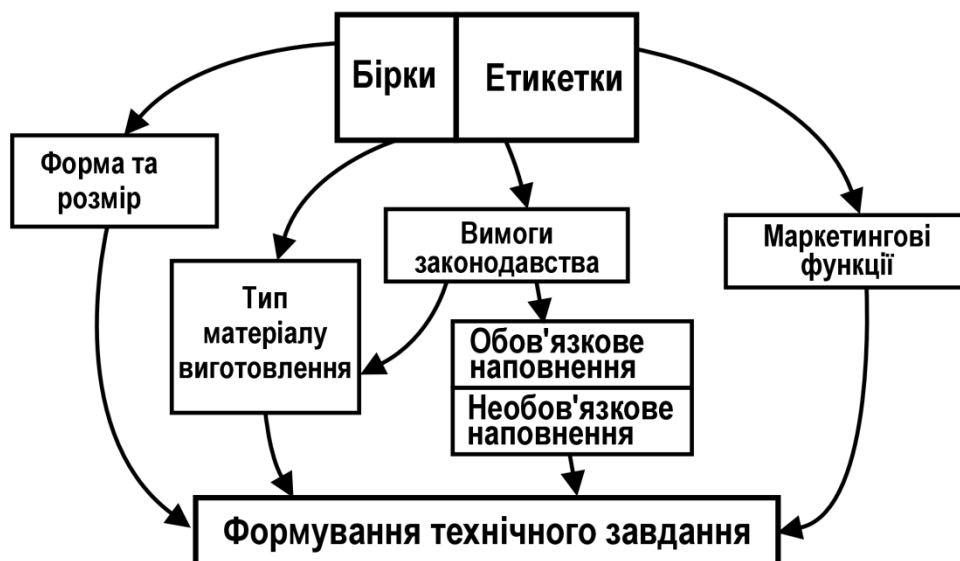 Бірки
Етикетки
Форма та
розмір
Вимоги
законодавства
Маркетингові
функції
Тип
матеріалу
виготовлення
Обов'язкове
наповнення
Необов'язкове
наповнення
Формування технічного завдання